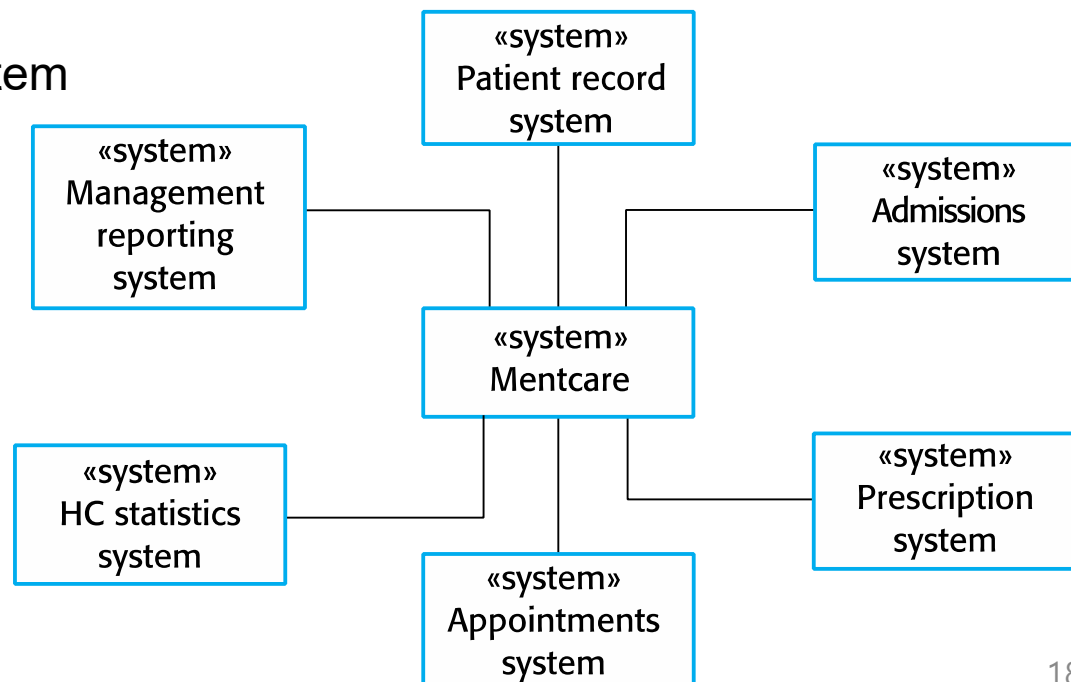 «system»
Patient record
system
«system»
Management
reporting
system
«system»
Admissions
system
«system»
Mentcare
«system»
HC statistics
system
«system»
Prescription
system
«system»
Appointments
system